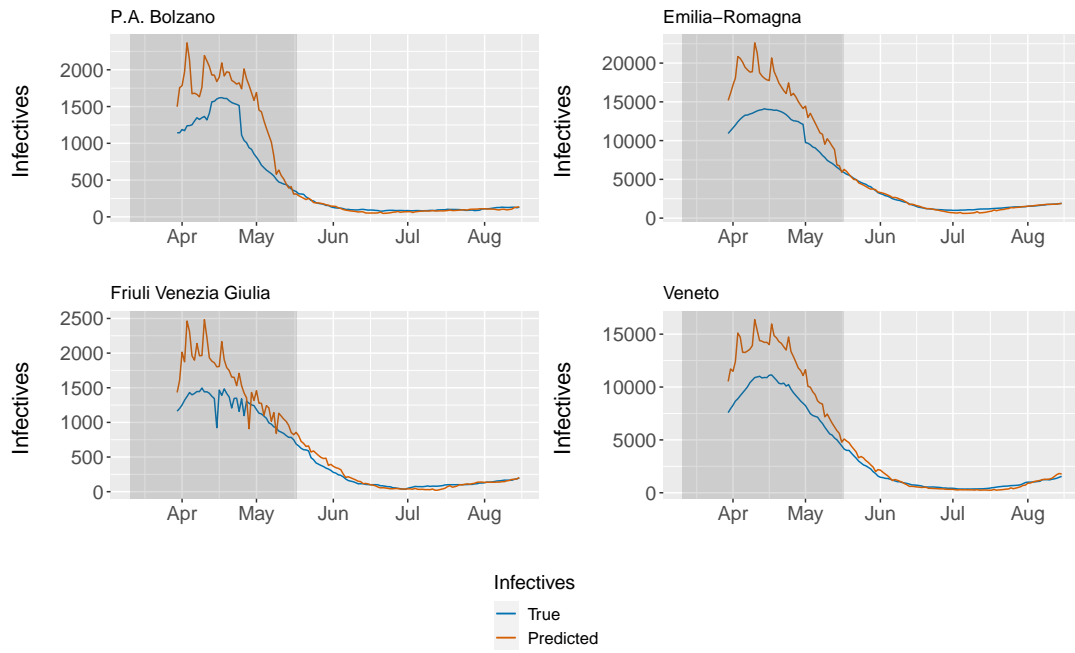 P.A. Bolzano
Infectives
2000
1500
1000
500
0
Apr May Jun Jul Aug
Emilia−Romagna
Infectives
20000
15000
10000
5000
0
Apr May Jun Jul Aug
Friuli Venezia Giulia
Infectives
2500
2000
1500
1000
500
0
Apr May Jun Jul Aug
Veneto
Infectives
15000
10000
5000
0
Apr May Jun Jul Aug
Infectives
True
Predicted